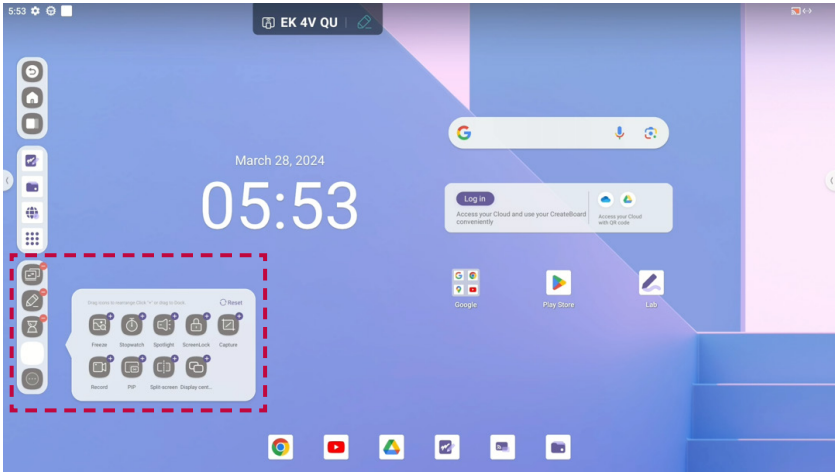 5:53
EK 4V QU
March 28, 2024
05:53
Log in
Access your Cloud and use your CreateBoard
conveniently
Access your Cloud
with QR code
Google
Play Store
Lab
Drag icons to rearrange.Click "+" or drag to Dock.
Reset
Freeze
Stopwatch
Spotlight
ScreenLock
Capture
Record
PIP
Split-screen
Display cont...